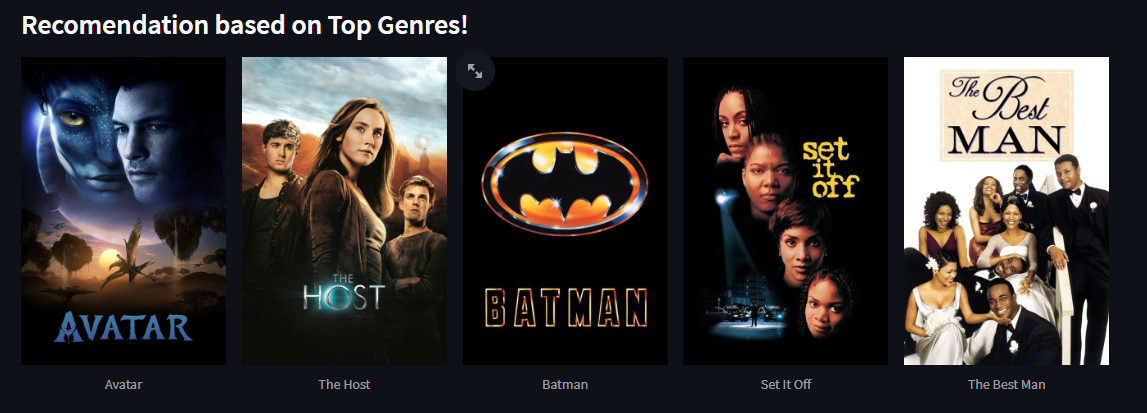 Recomendation based on Top Genres!
AVATAR
THE
HOST
BATMAN
set
it
off
The
Best
MAN
Avatar
The Host
Batman
Set It Off
The Best Man